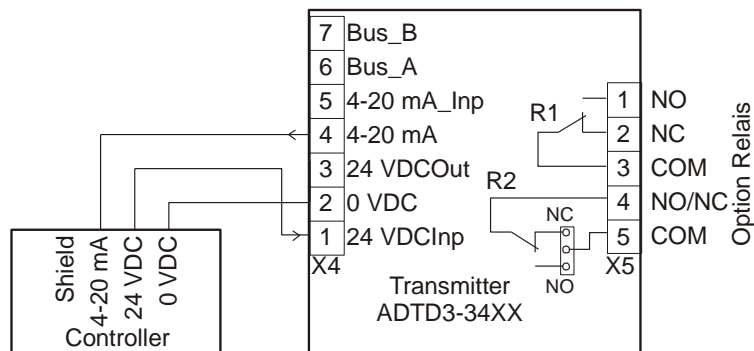 7 Bus_B
6 Bus_A
5 4-20 mA_Inp
4 4-20 mA
3 24 VDCOut
2 0 VDC
1 24 VDCInp
X4
R1
R2
NC
NO
1 NO
2 NC
3 COM
4 NO/NC
5 COM
X5
Option Relais
Transmitter
ADTD3-34XX
Shield
4-20 mA
24 VDC
0 VDC
Controller